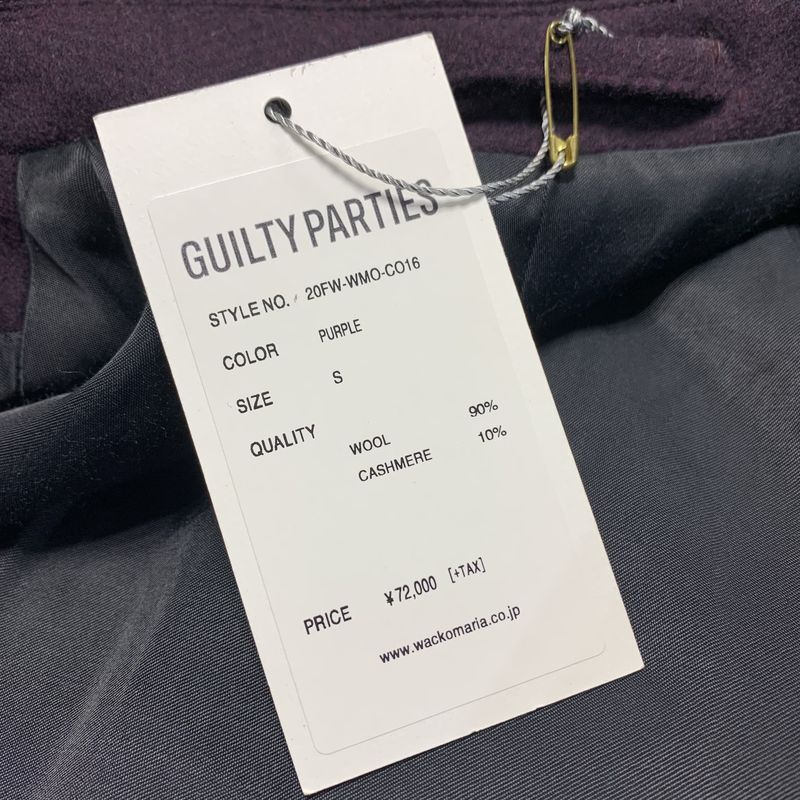 GUILTY PARTIES
STYLE NO. 20FW-WMO-CO16
COLOR PURPLE
SIZE S
QUALITY WOOL 90%
CASHMERE 10%
PRICE ¥72,000 [+TAX]
www.wackomaria.co.jp